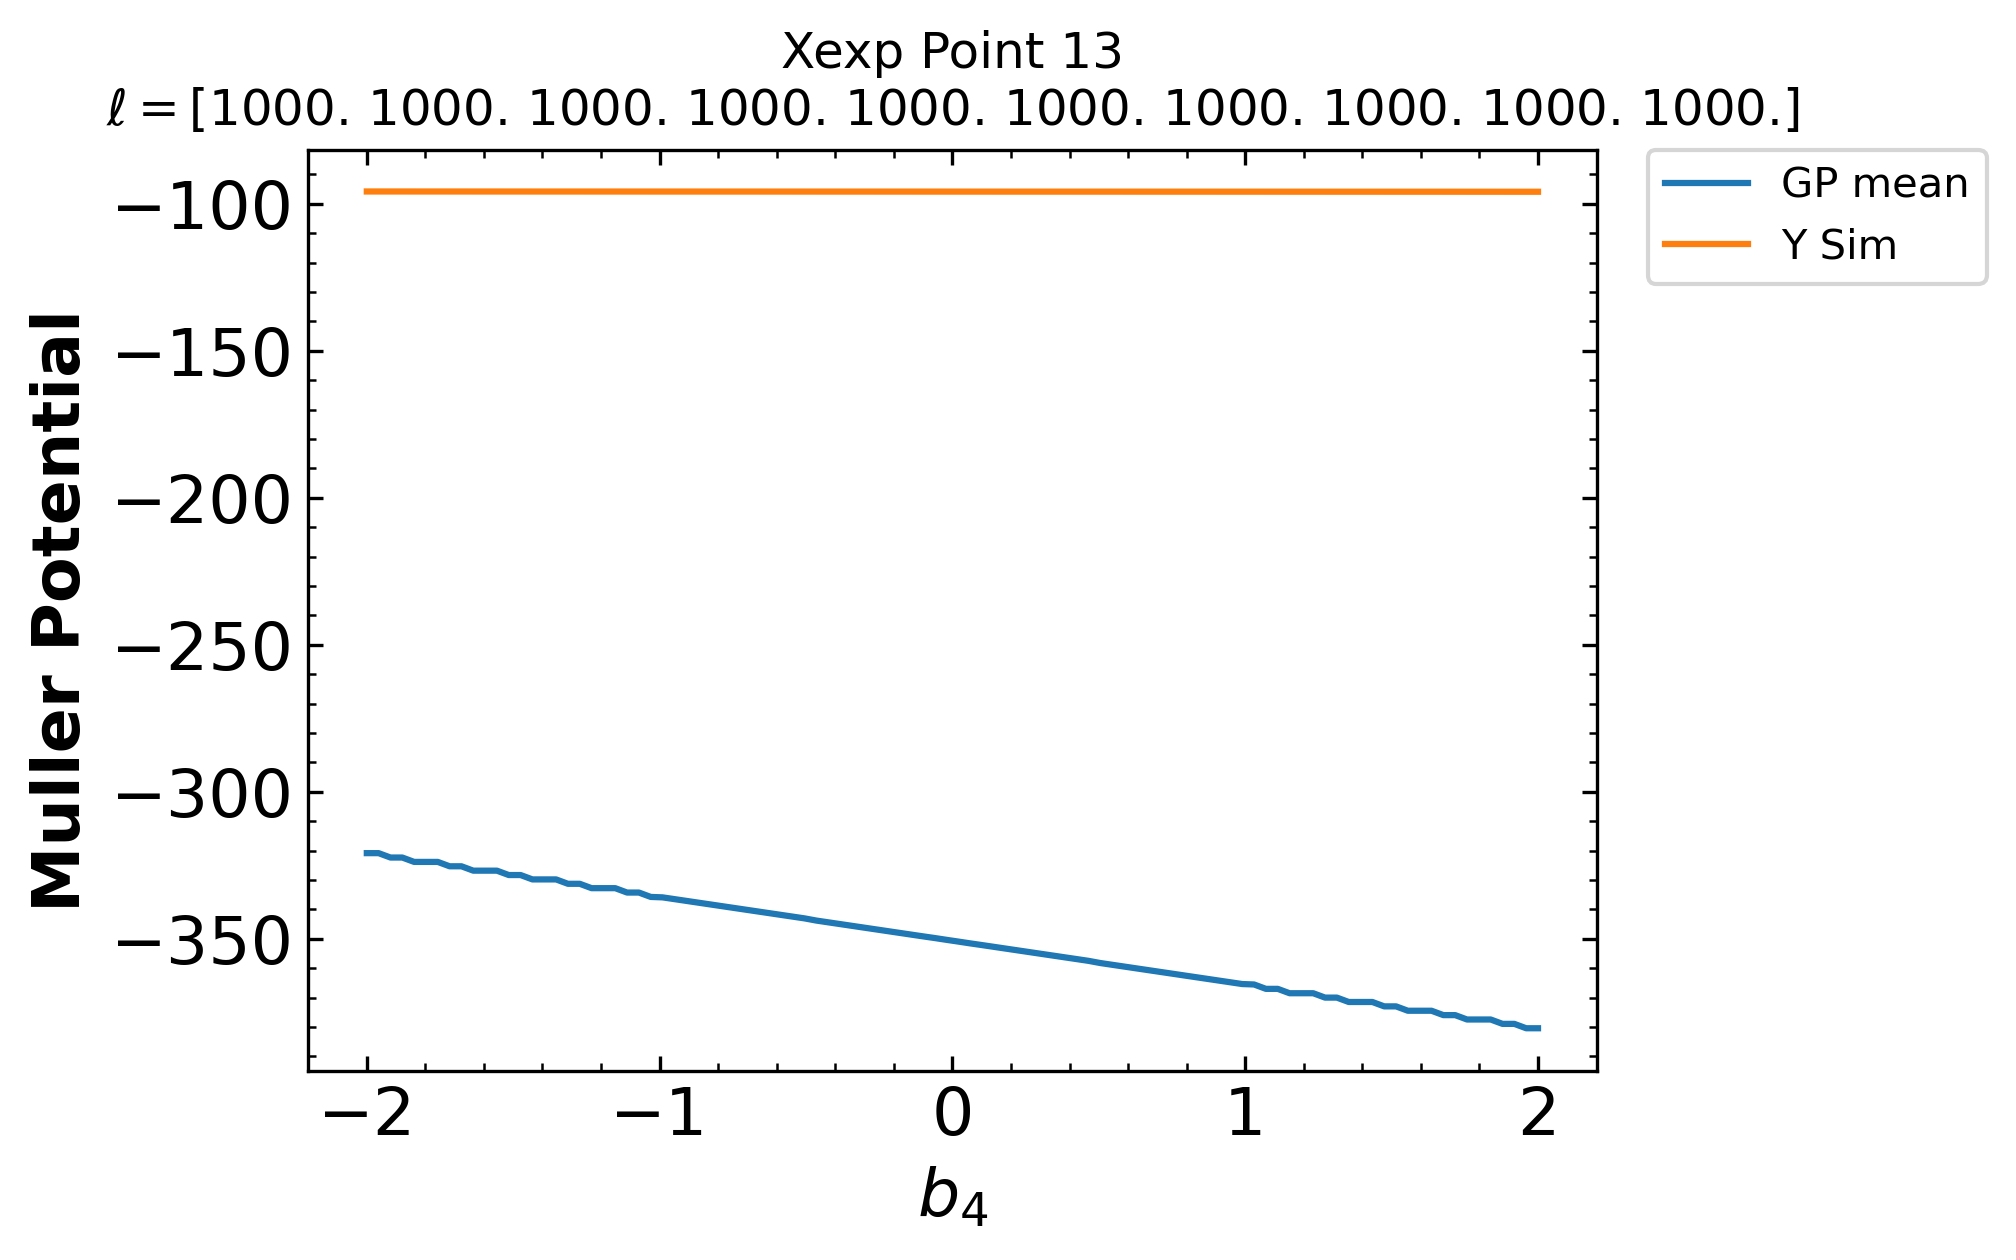 Xexp Point 13
ℓ = [1000. 1000. 1000. 1000. 1000. 1000. 1000. 1000. 1000. 1000.]
GP mean
Y Sim
Muller Potential
−100
−150
−200
−250
−300
−350
−2 −1 0 1 2
b₄